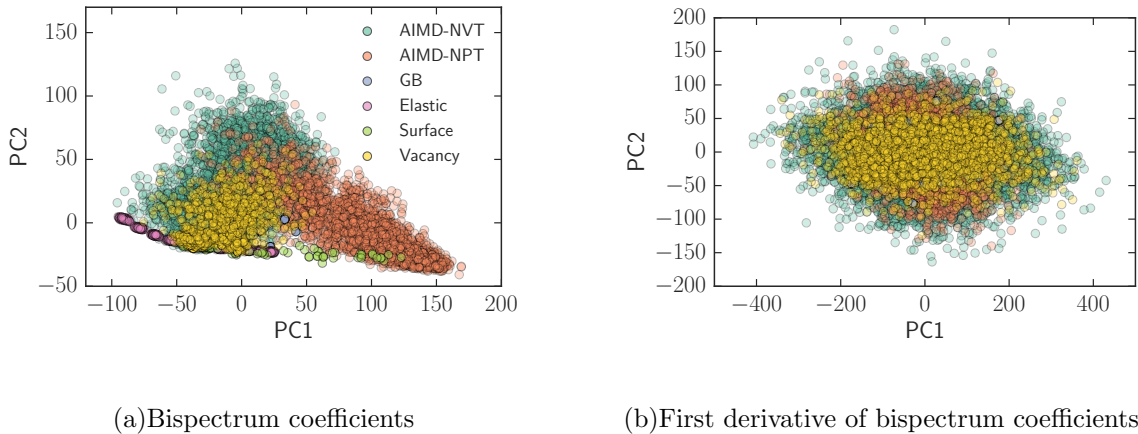 150
100
50
0
−50
PC2
−100
−50
0
50
100
150
200
PC1
AIMD-NVT
AIMD-NPT
GB
Elastic
Surface
Vacancy
200
150
100
50
0
−50
−100
−150
−200
PC2
−400
−200
0
200
400
PC1
(a)Bispectrum coefficients
(b)First derivative of bispectrum coefficients